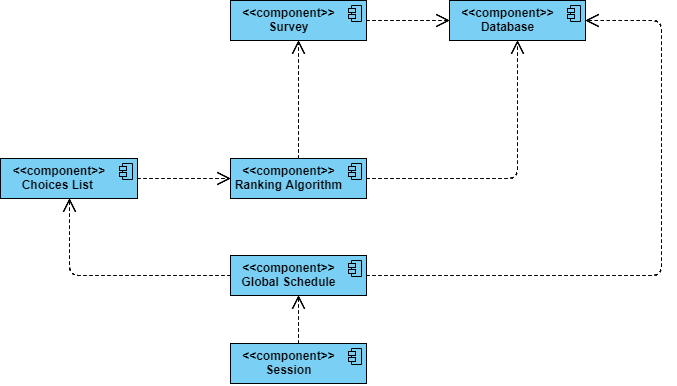 <<component>>
Survey
<<component>>
Database
<<component>>
Choices List
<<component>>
Ranking Algorithm
<<component>>
Global Schedule
<<component>>
Session